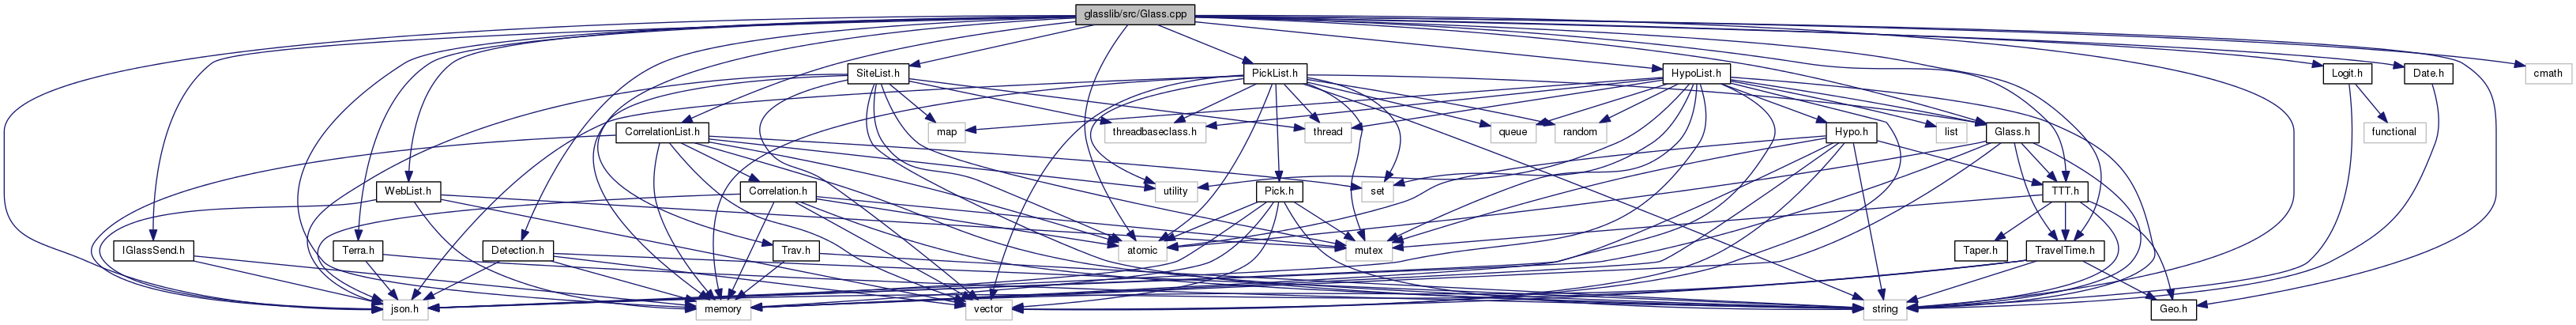 glasslib/src/Glass.cpp
SiteList.h
PickList.h
HypoList.h
Logit.h
Date.h
cmath
CorrelationList.h
map
threadbaseclass.h
thread
queue
random
Hypo.h
list
Glass.h
functional
WebList.h
Correlation.h
utility
Pick.h
set
TTT.h
IGlassSend.h
Terra.h
Detection.h
Trav.h
atomic
mutex
Taper.h
TravelTime.h
json.h
memory
vector
string
Geo.h